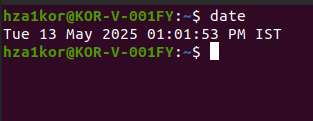 hza1kor@KOR-V-001FY:~$ date
Tue 13 May 2025 01:01:53 PM IST
hza1kor@KOR-V-001FY:~$